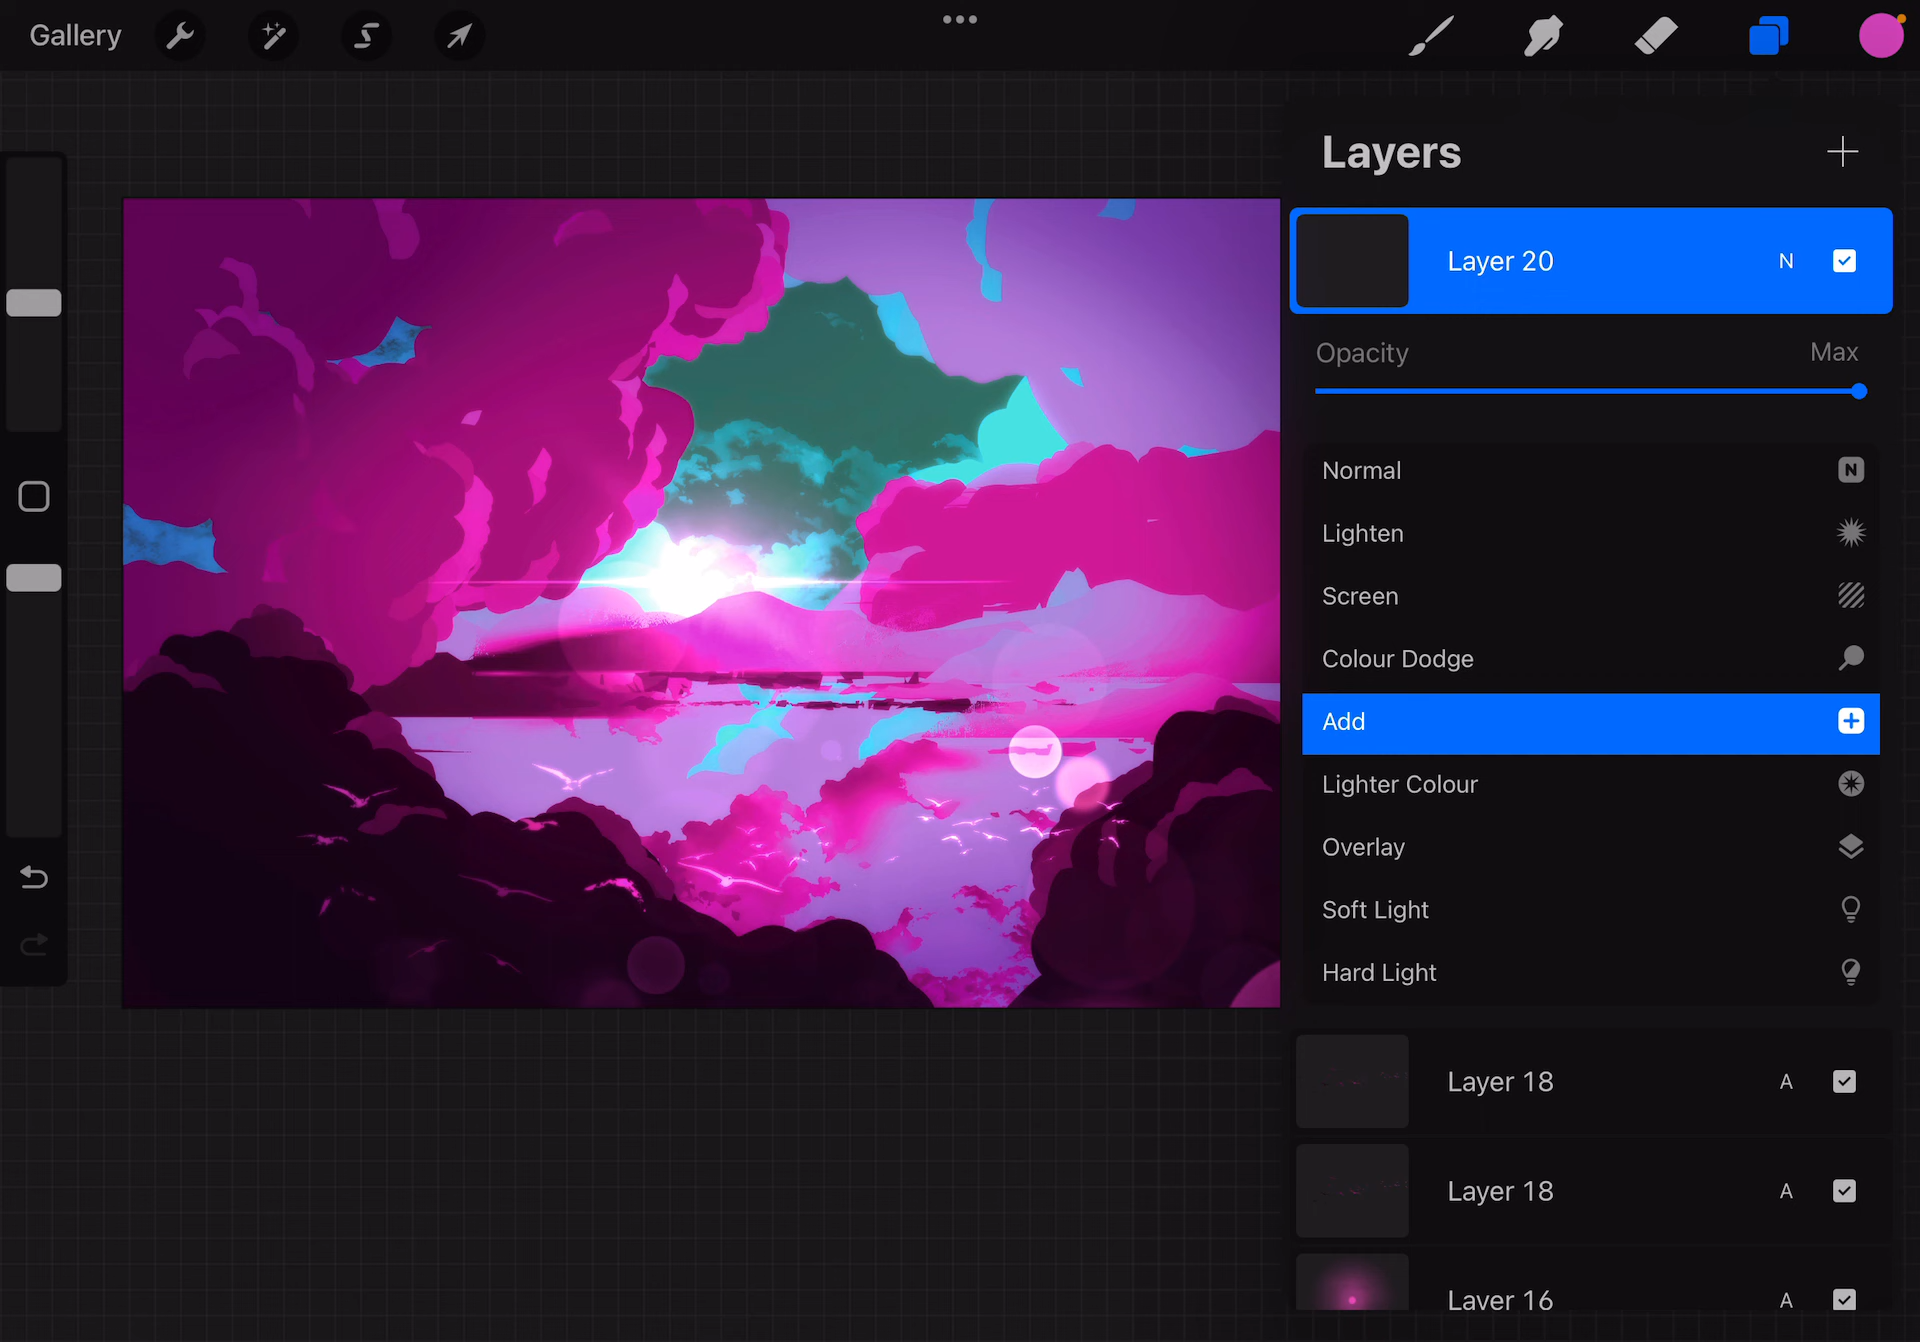 Gallery
Layers
Layer 20 N
Opacity Max
Normal N
Lighten
Screen
Colour Dodge
Add
Lighter Colour
Overlay
Soft Light
Hard Light
Layer 18 A
Layer 18 A
Layer 16 A